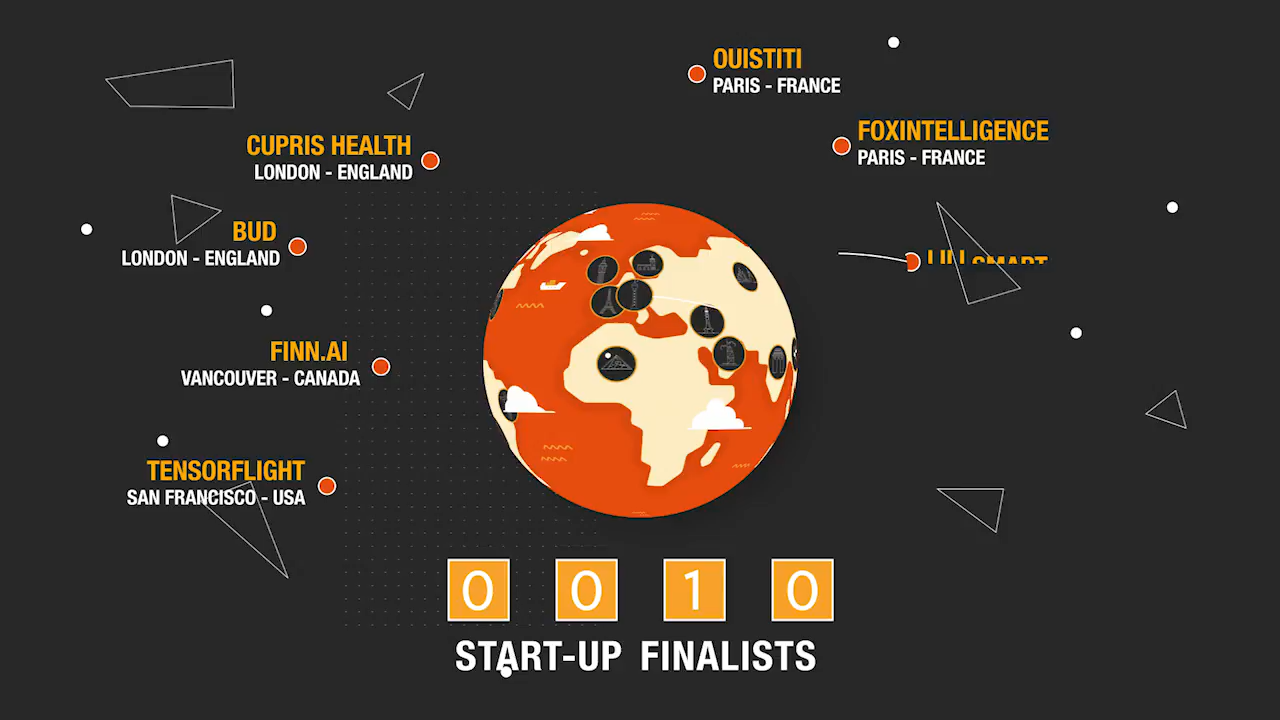 OUISTITI
PARIS - FRANCE
CUPRIS HEALTH
LONDON - ENGLAND
FOXINTELLIGENCE
PARIS - FRANCE
BUD
LONDON - ENGLAND
SMART
FINN.AI
VANCOUVER - CANADA
TENSORFLIGHT
SAN FRANCISCO - USA
0 0 1 0
START-UP FINALISTS